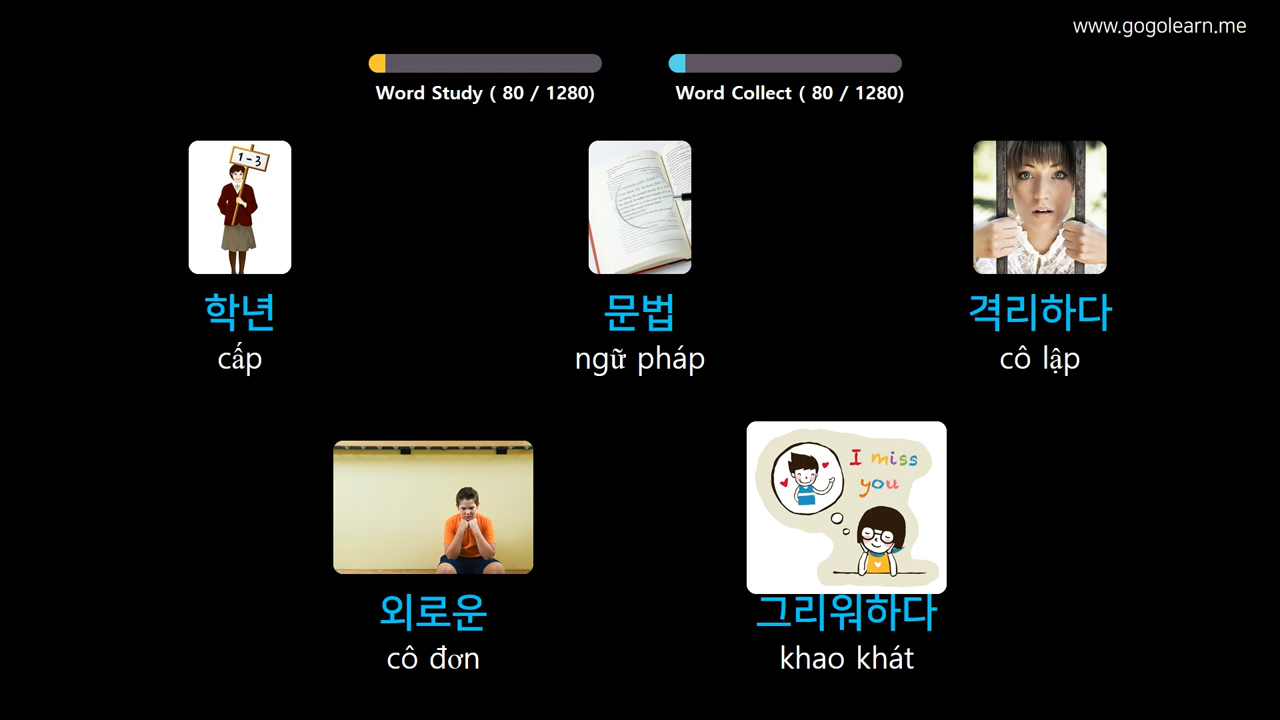 www.gogolearn.me
Word Study ( 80 / 1280)
Word Collect ( 80 / 1280)
1-3
학년
cấp
문법
ngữ pháp
격리하다
cô lập
I miss
you
외로운
cô đơn
그리워하다
khao khát